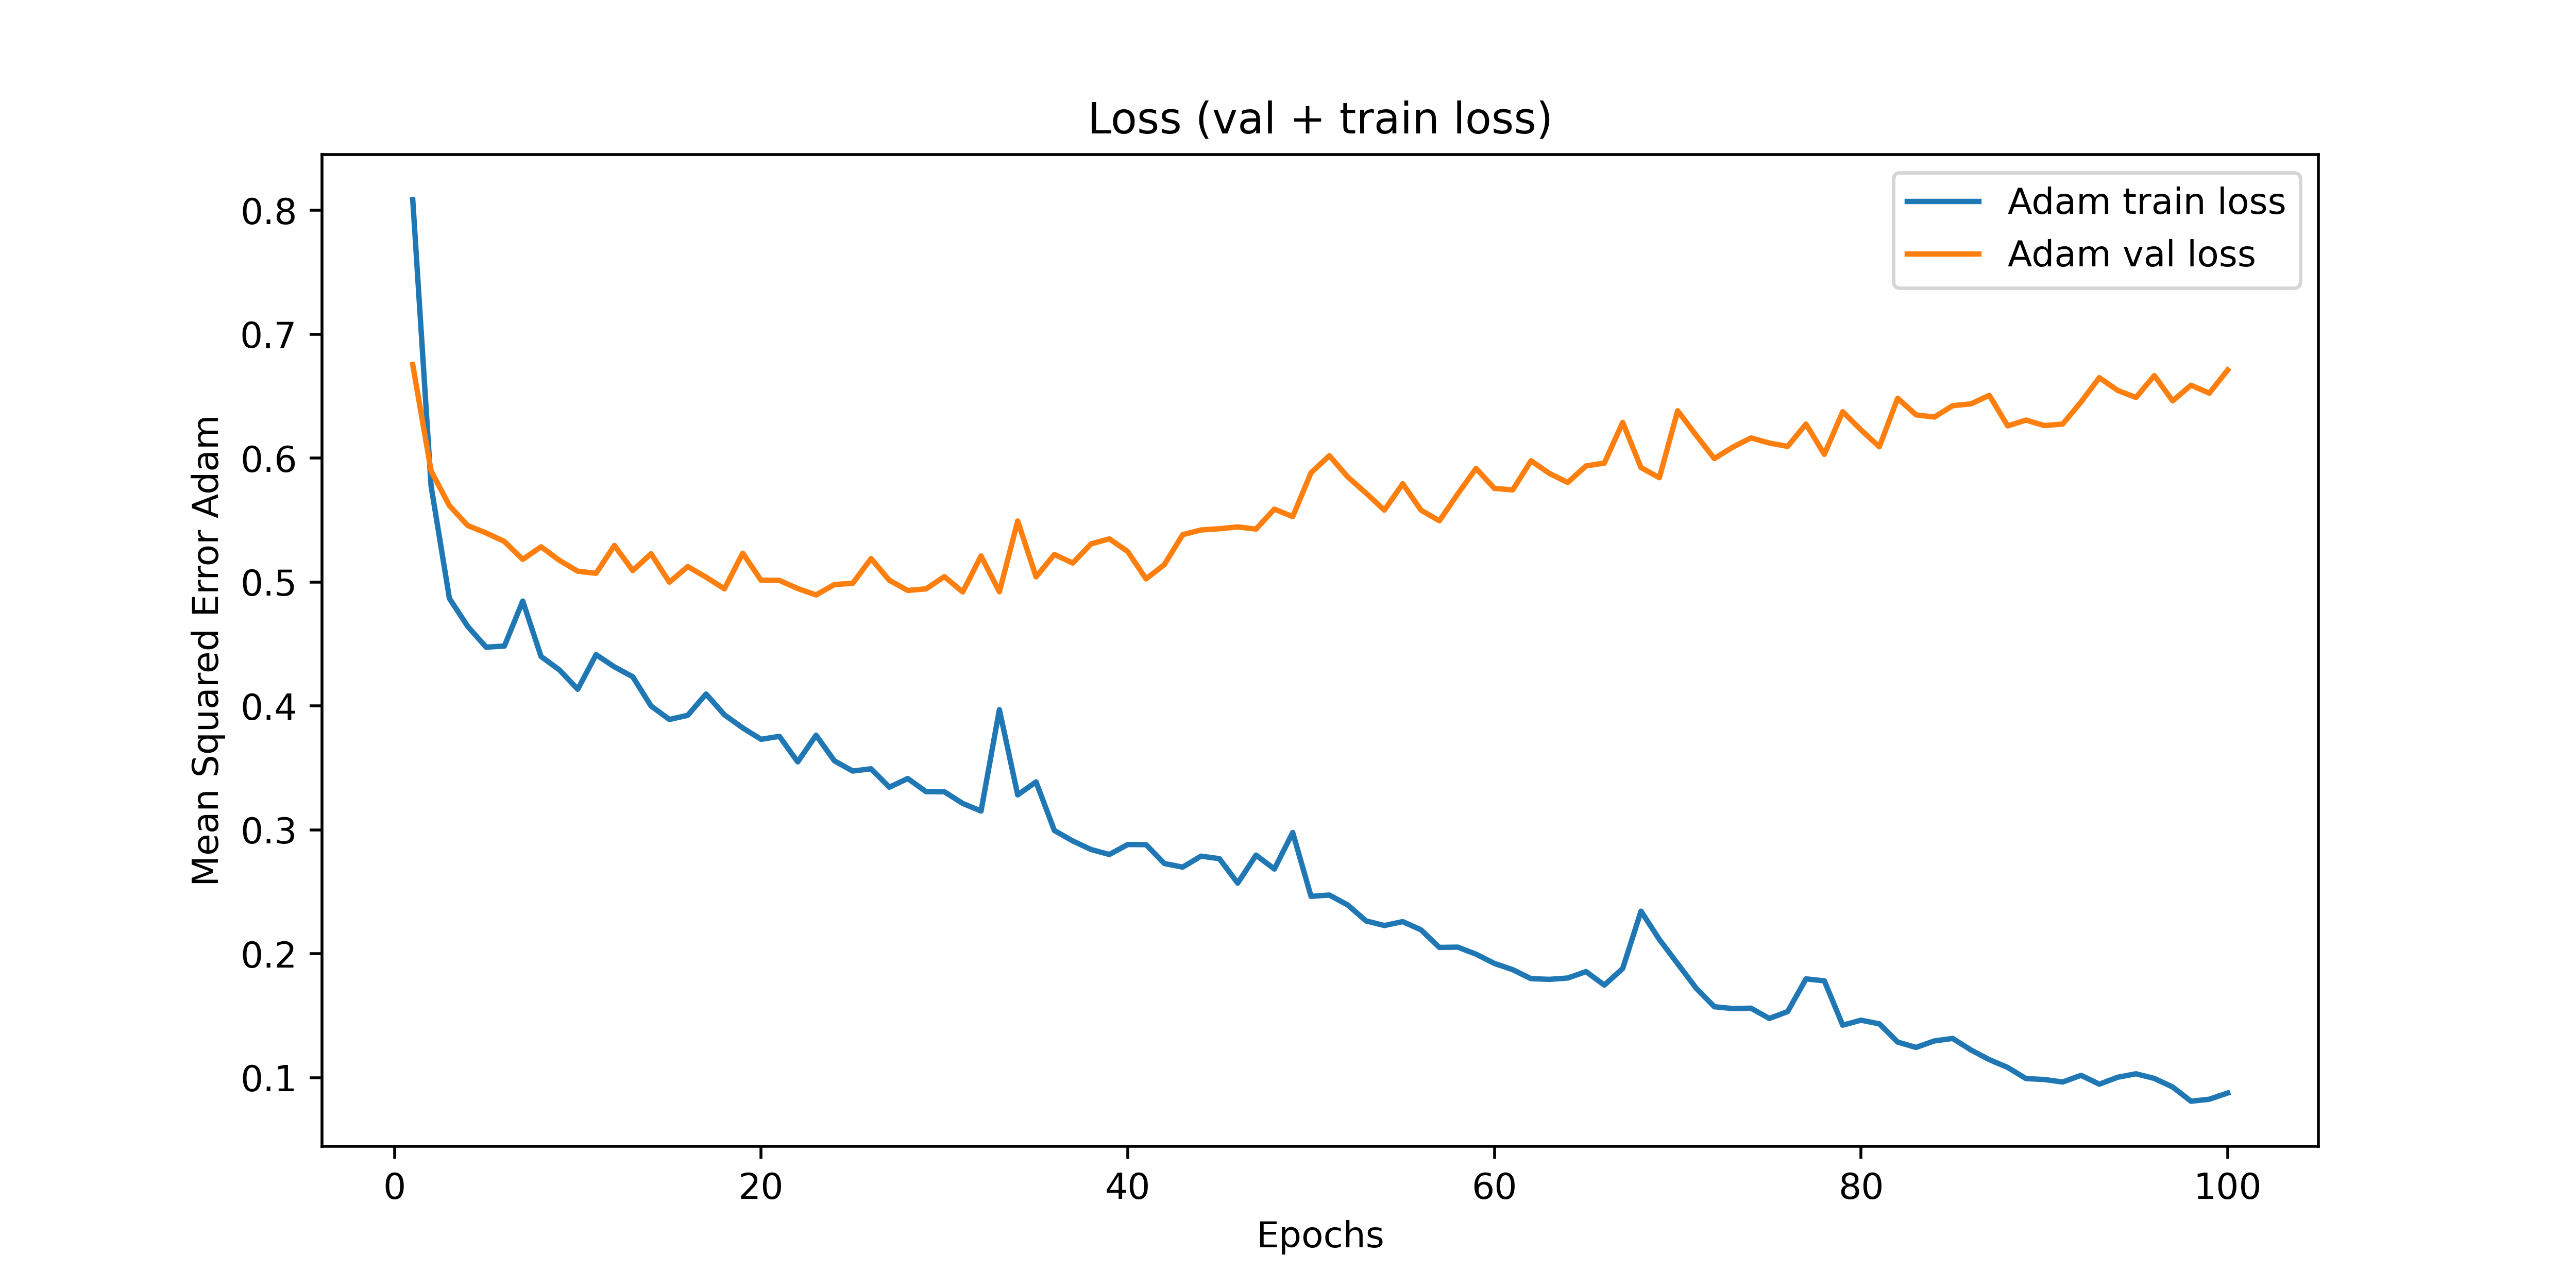 Loss (val + train loss)
Adam train loss
Adam val loss
Mean Squared Error Adam
0.8
0.7
0.6
0.5
0.4
0.3
0.2
0.1
0 20 40 60 80 100
Epochs